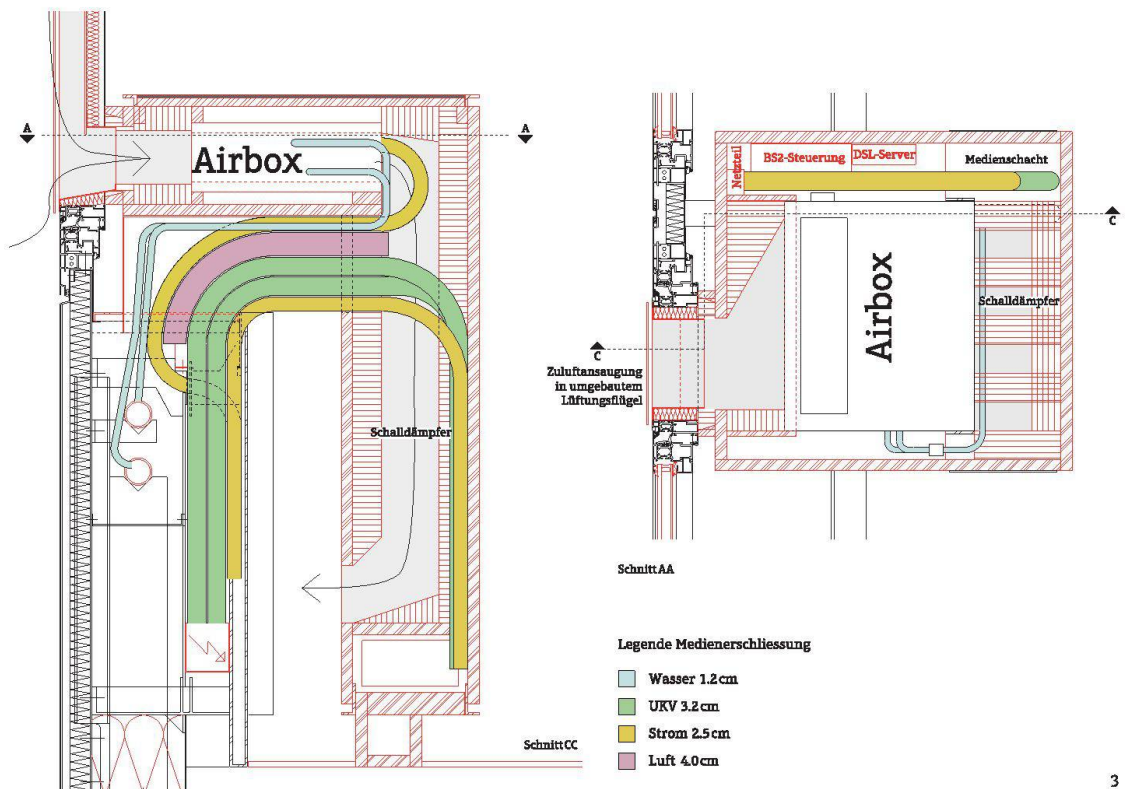 A
A
Airbox
Schalldämpfer
Schnitt CC
Netzteil
BS2-Steuerung
DSL-Server
Medienschacht
Airbox
Schalldämpfer
C
C
Zuluftansaugung
in umgebautem
Lüftungsflügel
Schnitt AA
Legende Medienerschliessung
Wasser 1.2 cm
UKV 3.2 cm
Strom 2.5 cm
Luft 4.0 cm
3